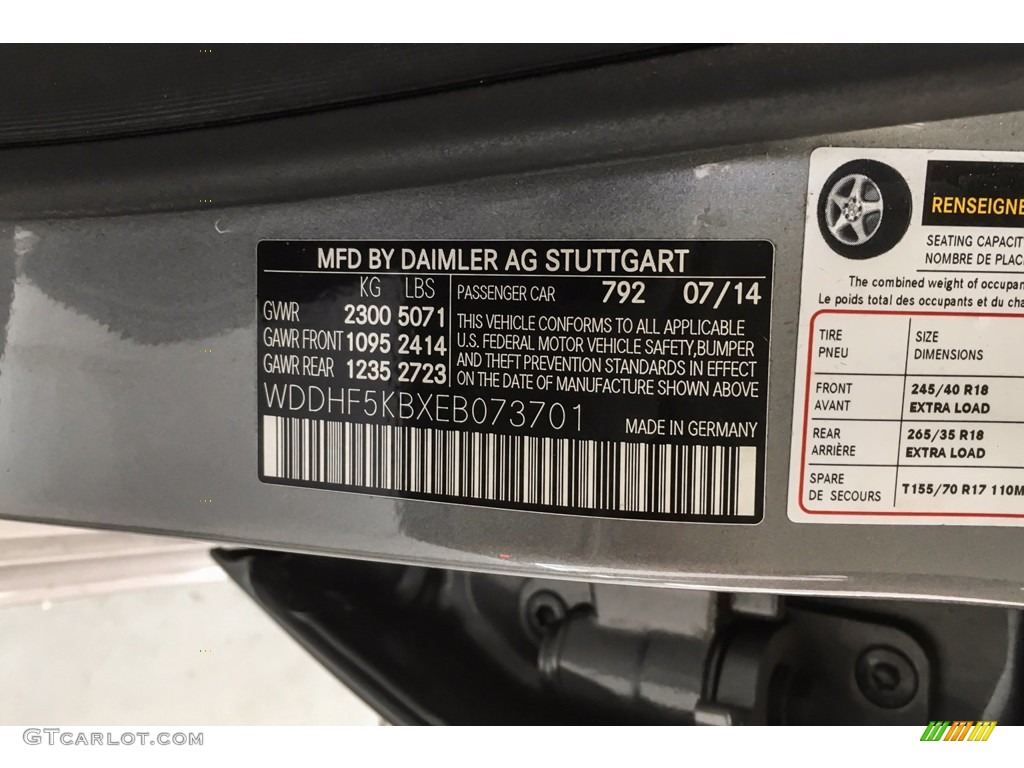 MFD BY DAIMLER AG STUTTGART
KG LBS
GVWR 2300 5071
GAWR FRONT 1095 2414
GAWR REAR 1235 2723
PASSENGER CAR 792 07/14
THIS VEHICLE CONFORMS TO ALL APPLICABLE
U.S. FEDERAL MOTOR VEHICLE SAFETY,BUMPER
AND THEFT PREVENTION STANDARDS IN EFFECT
ON THE DATE OF MANUFACTURE SHOWN ABOVE
WDDHF5KBXEB073701
MADE IN GERMANY
RENSEIGNE
SEATING CAPACIT
NOMBRE DE PLAC
The combined weight of occupan
Le poids total des occupants et du cha
TIRE SIZE
PNEU DIMENSIONS
FRONT 245/40 R18
AVANT EXTRA LOAD
REAR 265/35 R18
ARRIÈRE EXTRA LOAD
SPARE
DE SECOURS T155/70 R17 110M
GTCarlot.com